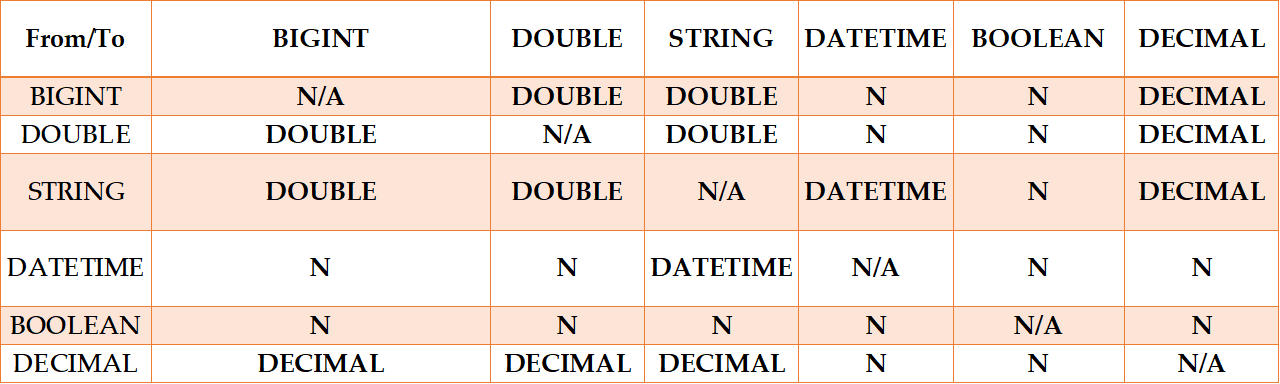 From/To BIGINT DOUBLE STRING DATETIME BOOLEAN DECIMAL
BIGINT N/A DOUBLE DOUBLE N N DECIMAL
DOUBLE DOUBLE N/A DOUBLE N N DECIMAL
STRING DOUBLE DOUBLE N/A DATETIME N DECIMAL
DATETIME N N DATETIME N/A N N
BOOLEAN N N N N N/A N
DECIMAL DECIMAL DECIMAL DECIMAL N N N/A